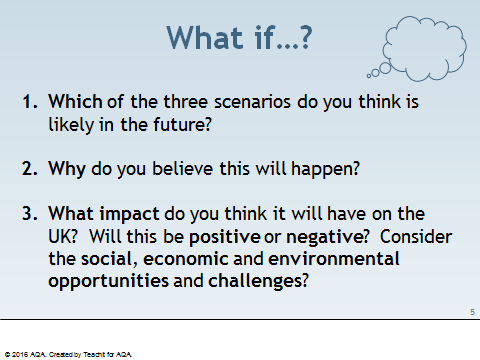 What if...?
1. Which of the three scenarios do you think is
likely in the future?
2. Why do you believe this will happen?
3. What impact do you think it will have on the
UK? Will this be positive or negative? Consider
the social, economic and environmental
opportunities and challenges?
5
© 2016 AQA. Created by Teachit for AQA.